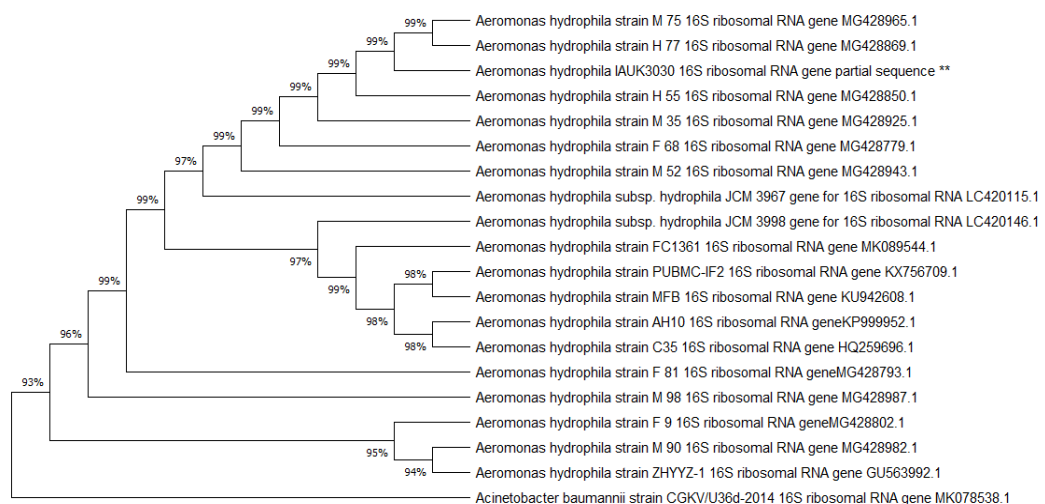 99%
Aeromonas hydrophila strain M 75 16S ribosomal RNA gene MG428965.1
99%
Aeromonas hydrophila strain H 77 16S ribosomal RNA gene MG428869.1
99%
Aeromonas hydrophila IAUK3030 16S ribosomal RNA gene partial sequence **
99%
Aeromonas hydrophila strain H 55 16S ribosomal RNA gene MG428850.1
99%
Aeromonas hydrophila strain M 35 16S ribosomal RNA gene MG428925.1
99%
Aeromonas hydrophila strain F 68 16S ribosomal RNA gene MG428779.1
97%
Aeromonas hydrophila strain M 52 16S ribosomal RNA gene MG428943.1
99%
Aeromonas hydrophila subsp. hydrophila JCM 3967 gene for 16S ribosomal RNA LC420115.1
Aeromonas hydrophila subsp. hydrophila JCM 3998 gene for 16S ribosomal RNA LC420146.1
97%
Aeromonas hydrophila strain FC1361 16S ribosomal RNA gene MK089544.1
99%
98%
Aeromonas hydrophila strain PUBMC-IF2 16S ribosomal RNA gene KX756709.1
99%
Aeromonas hydrophila strain MFB 16S ribosomal RNA gene KU942608.1
98%
Aeromonas hydrophila strain AH10 16S ribosomal RNA geneKP999952.1
96%
98%
Aeromonas hydrophila strain C35 16S ribosomal RNA gene HQ259696.1
Aeromonas hydrophila strain F 81 16S ribosomal RNA geneMG428793.1
93%
Aeromonas hydrophila strain M 98 16S ribosomal RNA gene MG428987.1
Aeromonas hydrophila strain F 9 16S ribosomal RNA geneMG428802.1
95%
Aeromonas hydrophila strain M 90 16S ribosomal RNA gene MG428982.1
94%
Aeromonas hydrophila strain ZHYYZ-1 16S ribosomal RNA gene GU563992.1
Acinetobacter baumannii strain CGKV/U36d-2014 16S ribosomal RNA gene MK078538.1